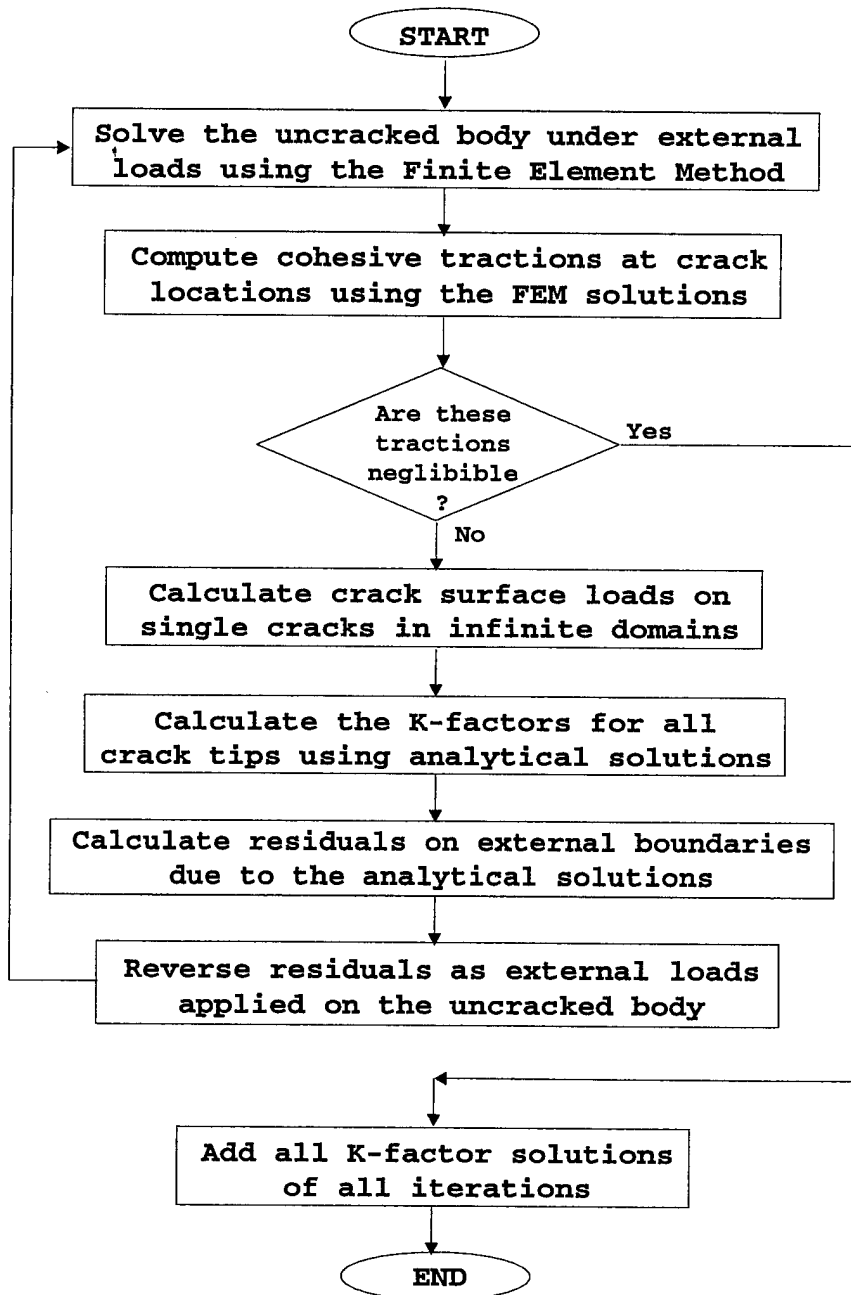 START
Solve the uncracked body under external
loads using the Finite Element Method
Compute cohesive tractions at crack
locations using the FEM solutions
Are these
tractions
neglibible
?
Yes
No
Calculate crack surface loads on
single cracks in infinite domains
Calculate the K-factors for all
crack tips using analytical solutions
Calculate residuals on external boundaries
due to the analytical solutions
Reverse residuals as external loads
applied on the uncracked body
Add all K-factor solutions
of all iterations
END